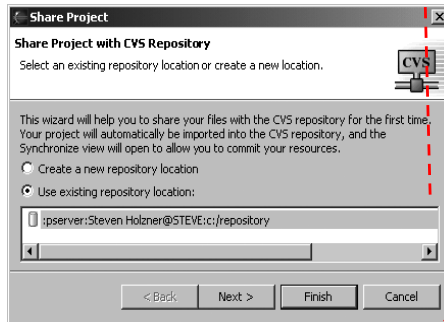 Share Project
Share Project with CVS Repository
Select an existing repository location or create a new location.
CVS
This wizard will help you to share your files with the CVS repository for the first time.
Your project will automatically be imported into the CVS repository, and the
Synchronize view will open to allow you to commit your resources.
Create a new repository location
Use existing repository location:
:pserver:Steven Holzner@STEVE:c:/repository
< Back
Next >
Finish
Cancel